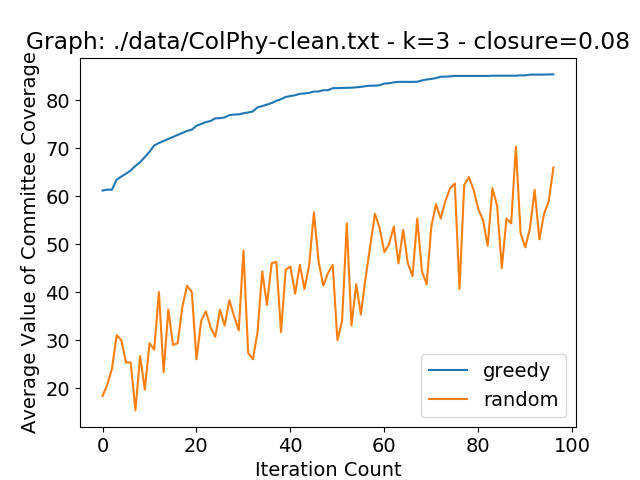 Graph: ./data/ColPhy-clean.txt - k=3 - closure=0.08
Average Value of Committee Coverage
80
70
60
50
40
30
20
greedy
random
0 20 40 60 80 100
Iteration Count